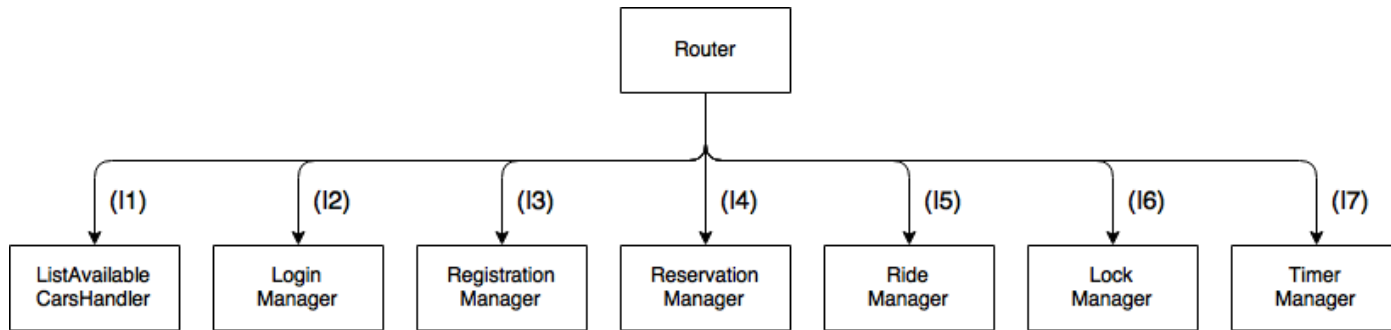 Router
(I1)
(I2)
(I3)
(I4)
(I5)
(I6)
(I7)
ListAvailable
CarsHandler
Login
Manager
Registration
Manager
Reservation
Manager
Ride
Manager
Lock
Manager
Timer
Manager